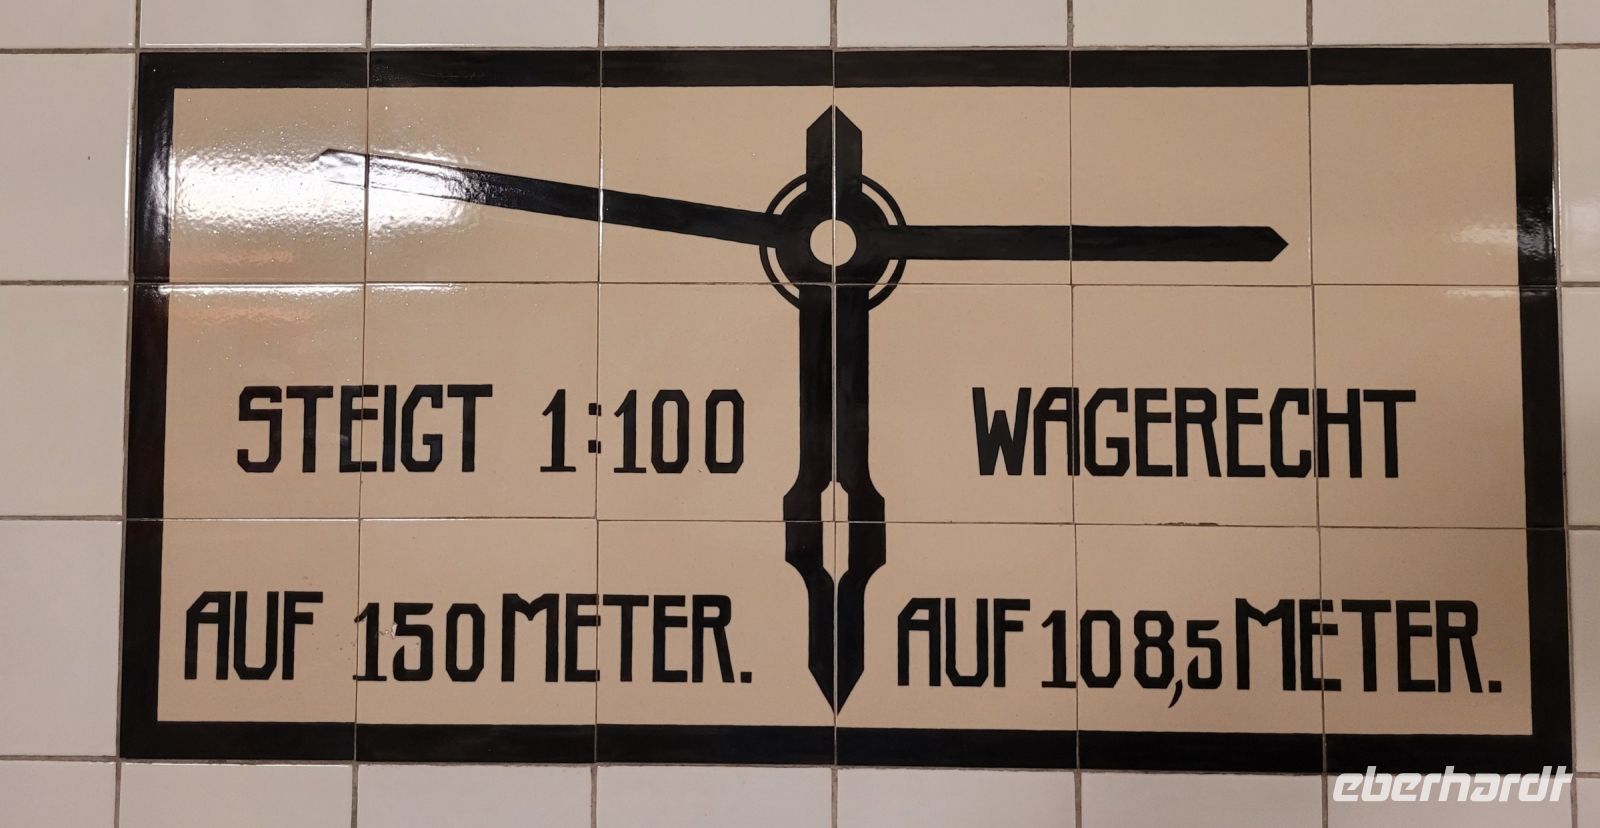 STEIGT 1:100
AUF 150 METER.
WAGERECHT
AUF 108,5 METER.
eberhardt